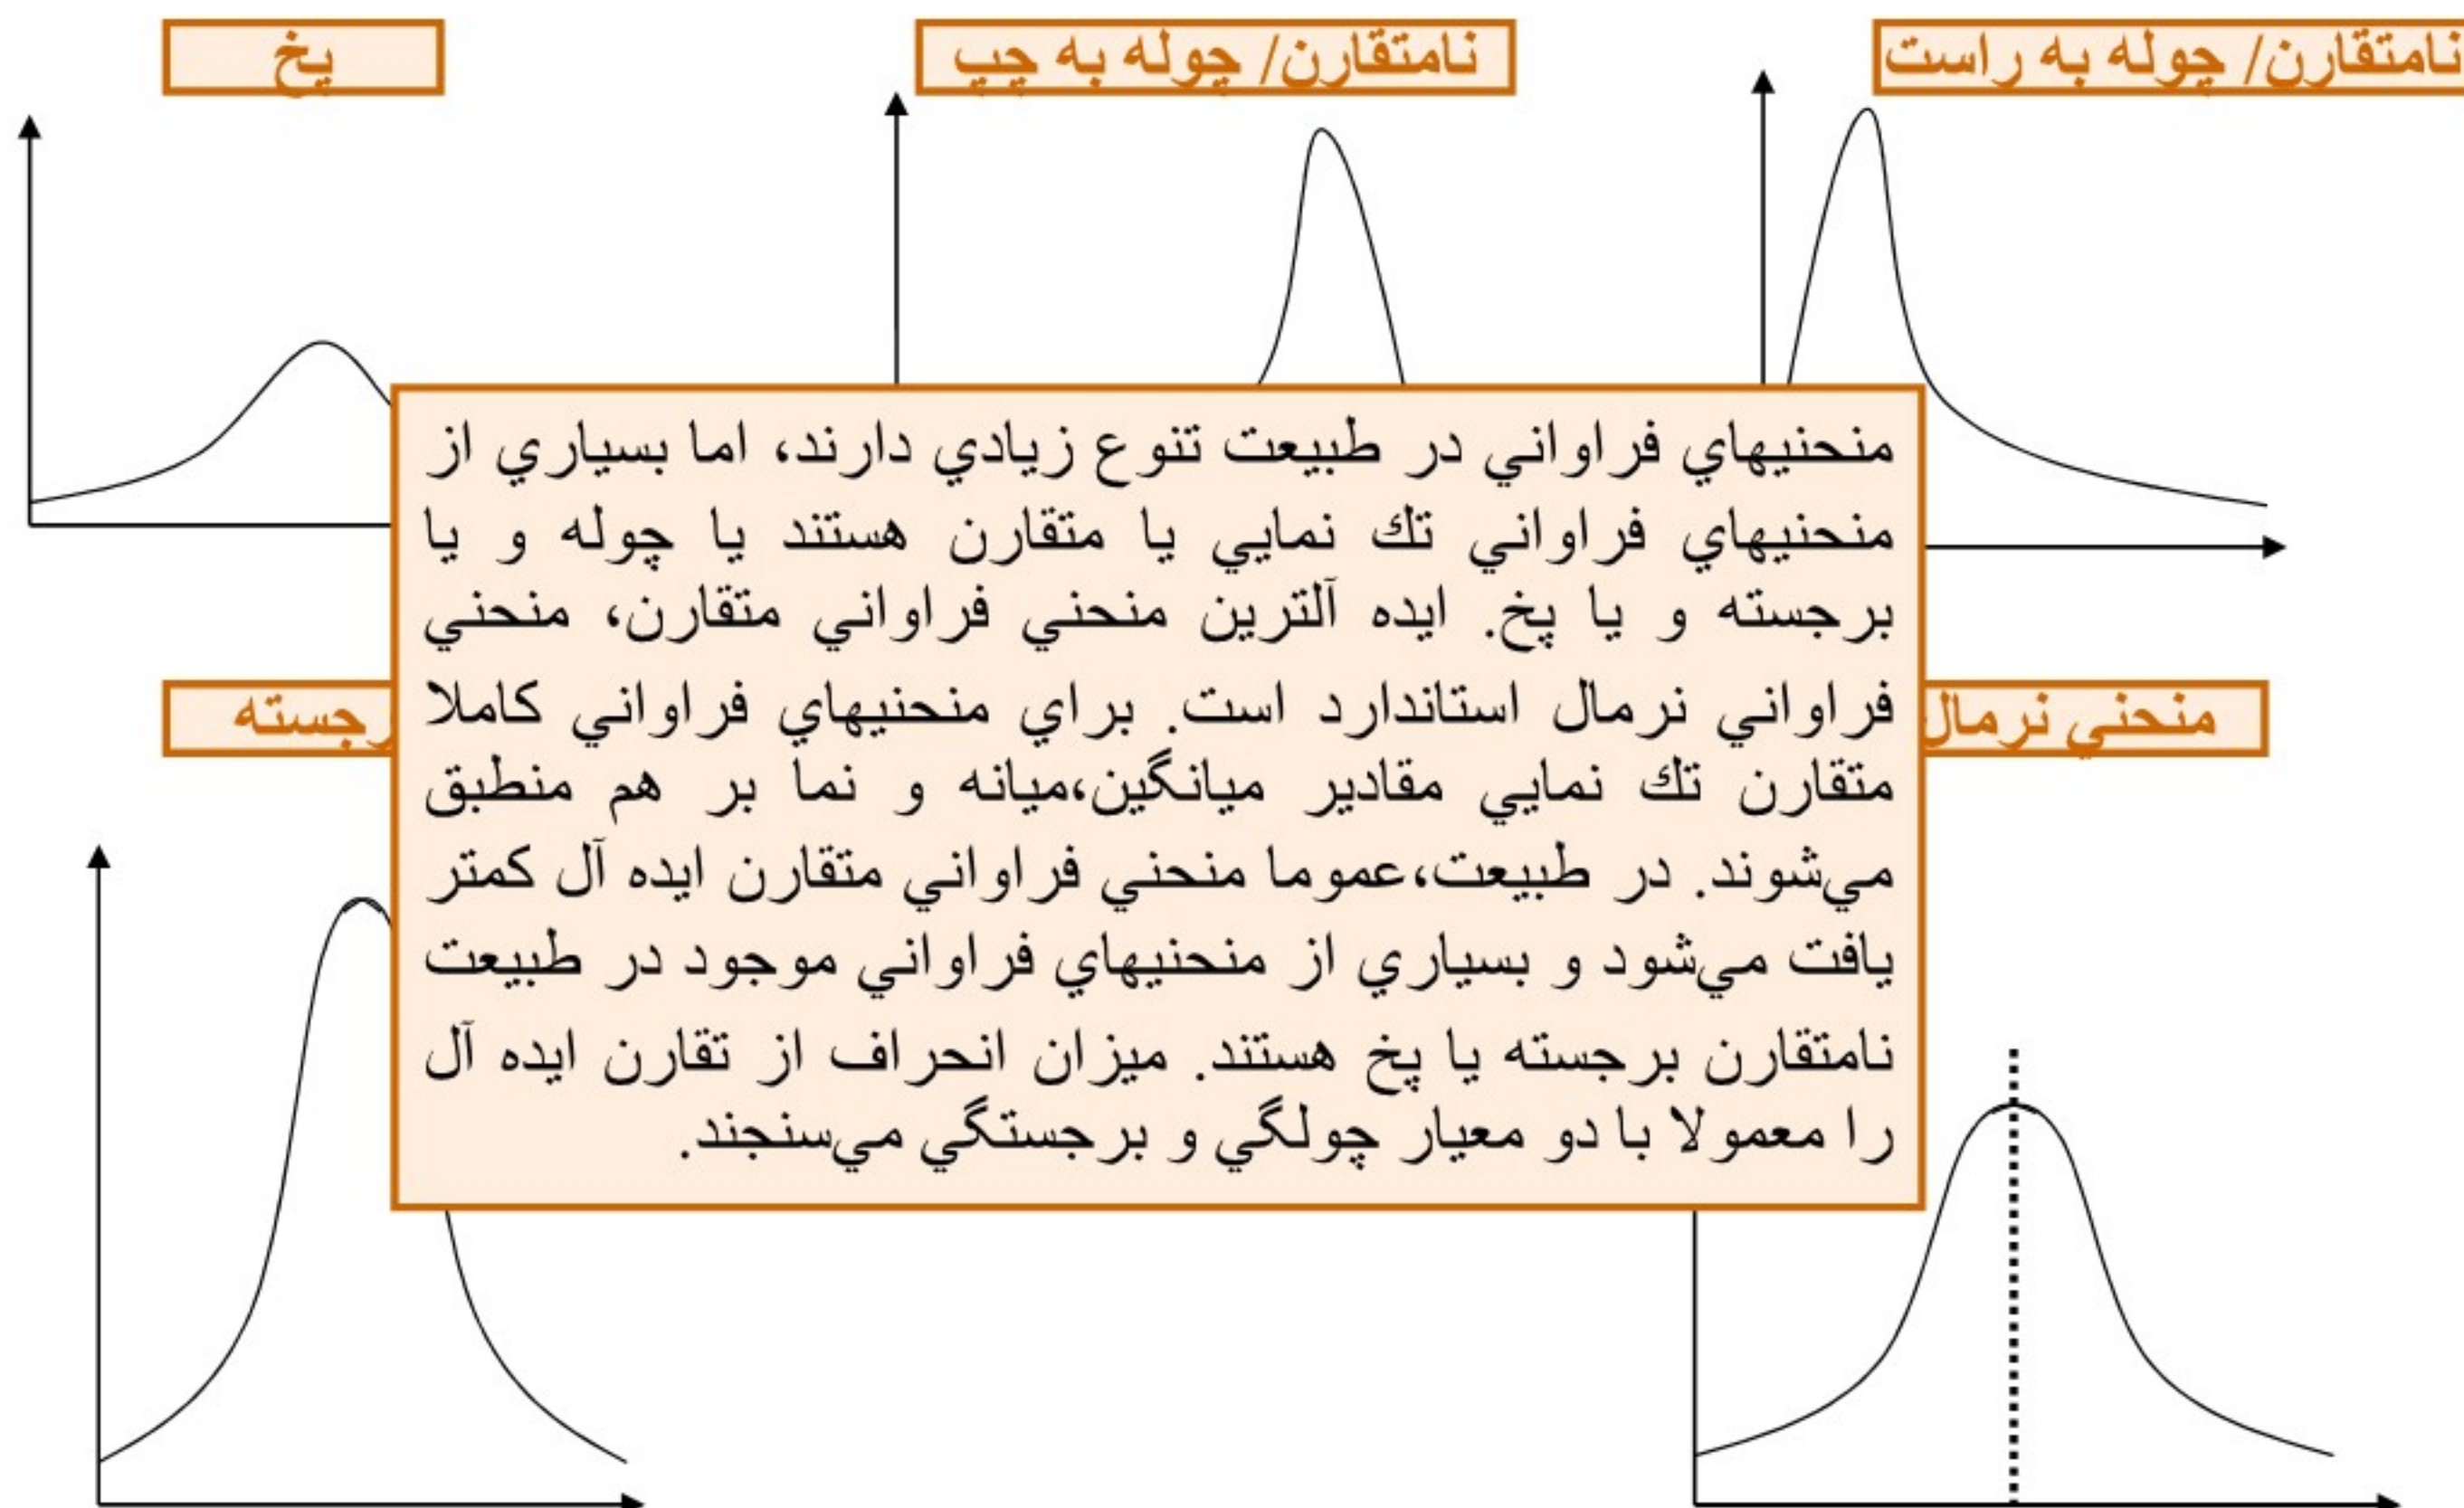 نامتقارن/ چوله به راست
نامتقارن/ چوله به چپ
پخ
منحنيهاي فراواني در طبيعت تنوع زيادي دارند، اما بسياري از
منحنيهاي فراواني تك نمايي يا متقارن هستند يا چوله و يا
برجسته و يا پخ. ايده آلترين منحني فراواني متقارن، منحني
فراواني نرمال استاندارد است. براي منحنيهاي فراواني كاملا
متقارن تك نمايي مقادير ميانگين،ميانه و نما بر هم منطبق
مي‌شوند. در طبيعت،عموما منحني فراواني متقارن ايده آل كمتر
يافت مي‌شود و بسياري از منحنيهاي فراواني موجود در طبيعت
نامتقارن برجسته يا پخ هستند. ميزان انحراف از تقارن ايده آل
را معمولا با دو معيار چولگي و برجستگي مي‌سنجند.
منحني نرمال